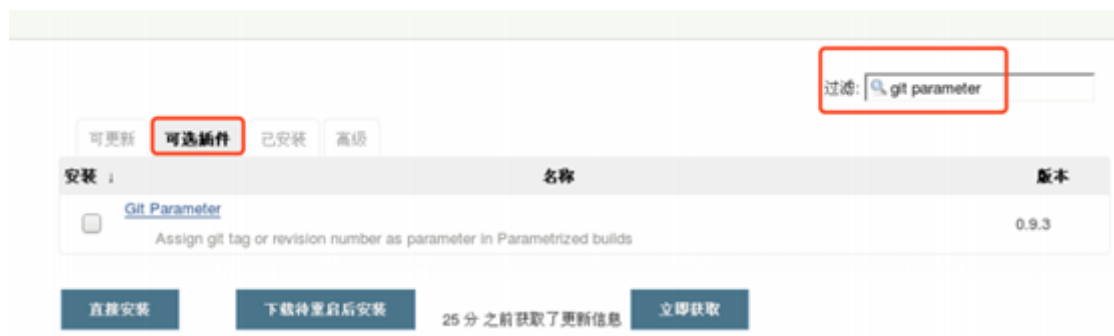 过滤: git parameter
可更新 可选插件 已安装 高级
安装 ↓ 名称 版本
Git Parameter
Assign git tag or revision number as parameter in Parametrized builds
0.9.3
直接安装 下载待重启后安装 25 分 之前获取了更新信息 立即获取